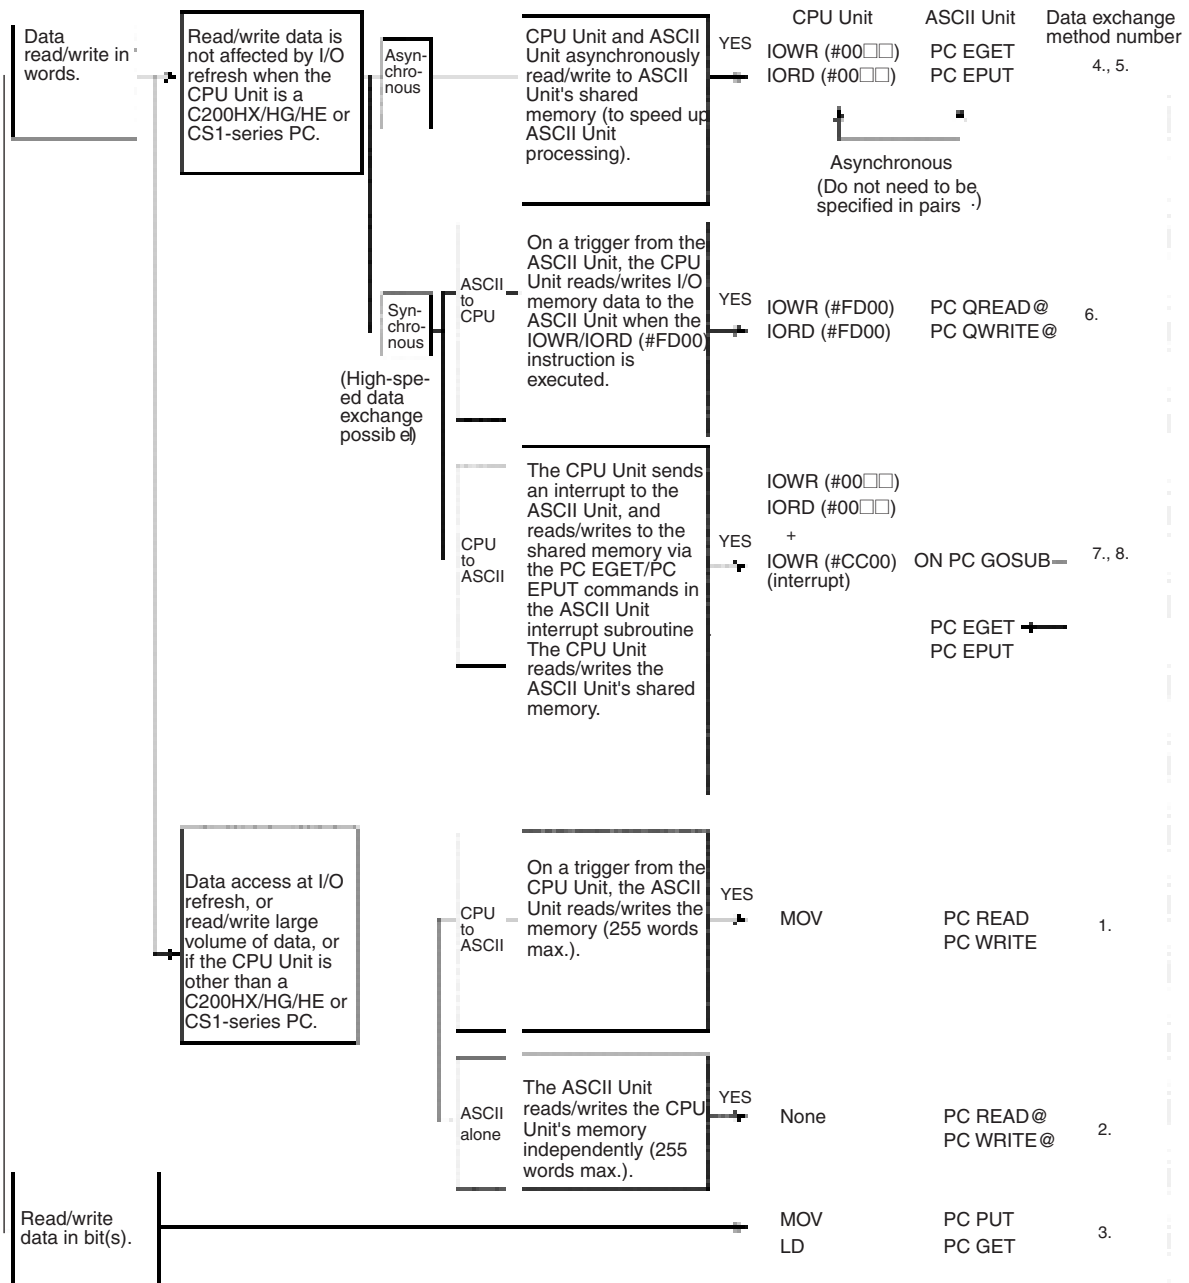 CPU Unit
ASCII Unit
Data exchange
method number
Data
read/write in
words.
Read/write data is
not affected by I/O
refresh when the
CPU Unit is a
C200HX/HG/HE or
CS1-series PC.
Asyn-
chro-
nous
CPU Unit and ASCII
Unit asynchronously
read/write to ASCII
Unit's shared
memory (to speed up
ASCII Unit
processing).
YES
IOWR (#00□□)
IORD (#00□□)
PC EGET
PC EPUT
4., 5.
Asynchronous
(Do not need to be
specified in pairs .)
Syn-
chro-
nous
(High-spe-
ed data
exchange
possib el)
ASCII
to
CPU
On a trigger from the
ASCII Unit, the CPU
Unit reads/writes I/O
memory data to the
ASCII Unit when the
IOWR/IORD (#FD00)
instruction is
executed.
YES
IOWR (#FD00)
IORD (#FD00)
PC QREAD@
PC QWRITE@
6.
CPU
to
ASCII
The CPU Unit sends
an interrupt to the
ASCII Unit, and
reads/writes to the
shared memory via
the PC EGET/PC
EPUT commands in
the ASCII Unit
interrupt subroutine
The CPU Unit
reads/writes the
ASCII Unit's shared
memory.
YES
IOWR (#00□□)
IORD (#00□□)
+
IOWR (#CC00)
(interrupt)
ON PC GOSUB
PC EGET
PC EPUT
7., 8.
Data access at I/O
refresh, or
read/write large
volume of data, or
if the CPU Unit is
other than a
C200HX/HG/HE or
CS1-series PC.
CPU
to
ASCII
On a trigger from the
CPU Unit, the ASCII
Unit reads/writes the
memory (255 words
max.).
YES
MOV
PC READ
PC WRITE
1.
ASCII
alone
The ASCII Unit
reads/writes the CPU
Unit's memory
independently (255
words max.).
YES
None
PC READ@
PC WRITE@
2.
Read/write
data in bit(s).
MOV
LD
PC PUT
PC GET
3.